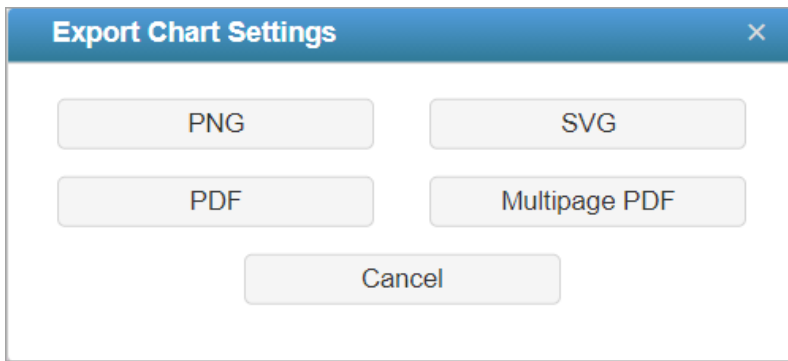 Export Chart Settings ×
PNG SVG
PDF Multipage PDF
Cancel